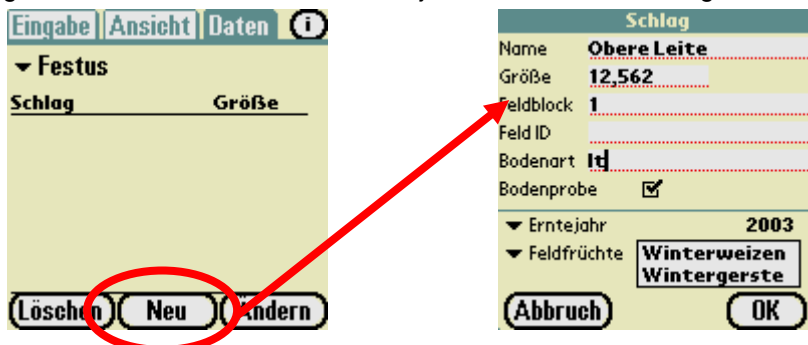 Eingabe Ansicht Daten i
Festus
Schlag Größe
Löschen Neu Ändern
Schlag
Name Obere Leite
Größe 12,562
Feldblock 1
Feld ID
Bodenart lt
Bodenprobe
Erntejahr 2003
Feldfrüchte Winterweizen
Wintergerste
Abbruch OK